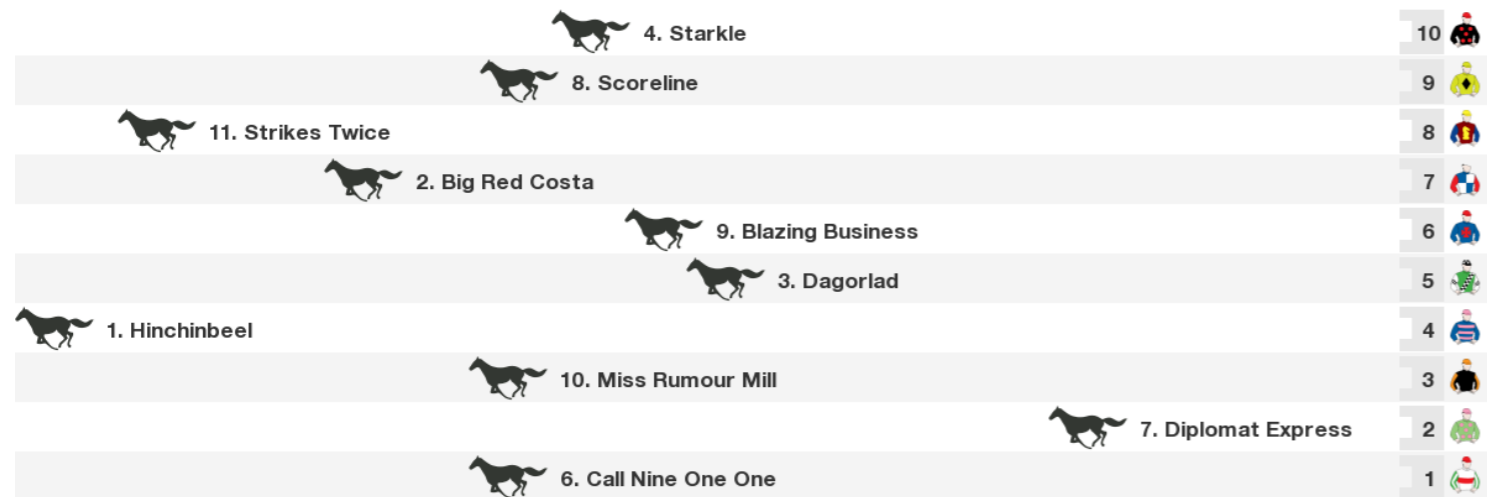 4. Starkle 10
8. Scoreline 9
11. Strikes Twice 8
2. Big Red Costa 7
9. Blazing Business 6
3. Dagorlad 5
1. Hinchinbeel 4
10. Miss Rumour Mill 3
7. Diplomat Express 2
6. Call Nine One One 1